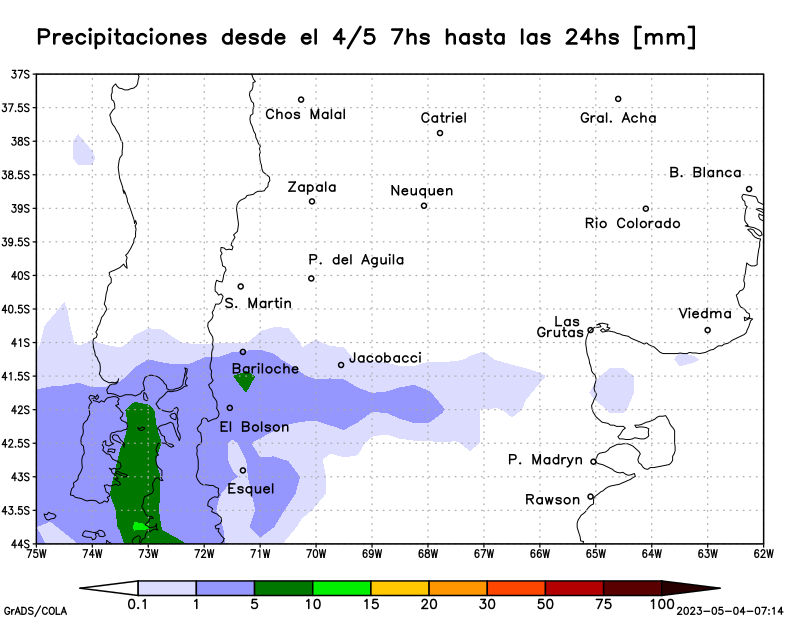 Precipitaciones desde el 4/5 7hs hasta las 24hs [mm]
37S
37.5S
38S
38.5S
39S
39.5S
40S
40.5S
41S
41.5S
42S
42.5S
43S
43.5S
44S
Chos Malal
Catriel
Gral. Acha
B. Blanca
Zapala
Neuquen
Rio Colorado
P. del Aguila
S. Martin
Viedma
Las
Grutas
Jacobacci
Bariloche
El Bolson
P. Madryn
Esquel
Rawson
75W 74W 73W 72W 71W 70W 69W 68W 67W 66W 65W 64W 63W 62W
0.1 1 5 10 15 20 30 50 75 100
GrADS/COLA
2023-05-04-07:14